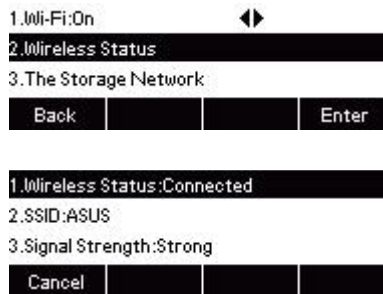 1.Wi-Fi:On
2.Wireless Status
3.The Storage Network
Back Enter
1.Wireless Status:Connected
2.SSID:ASUS
3.Signal Strength:Strong
Cancel